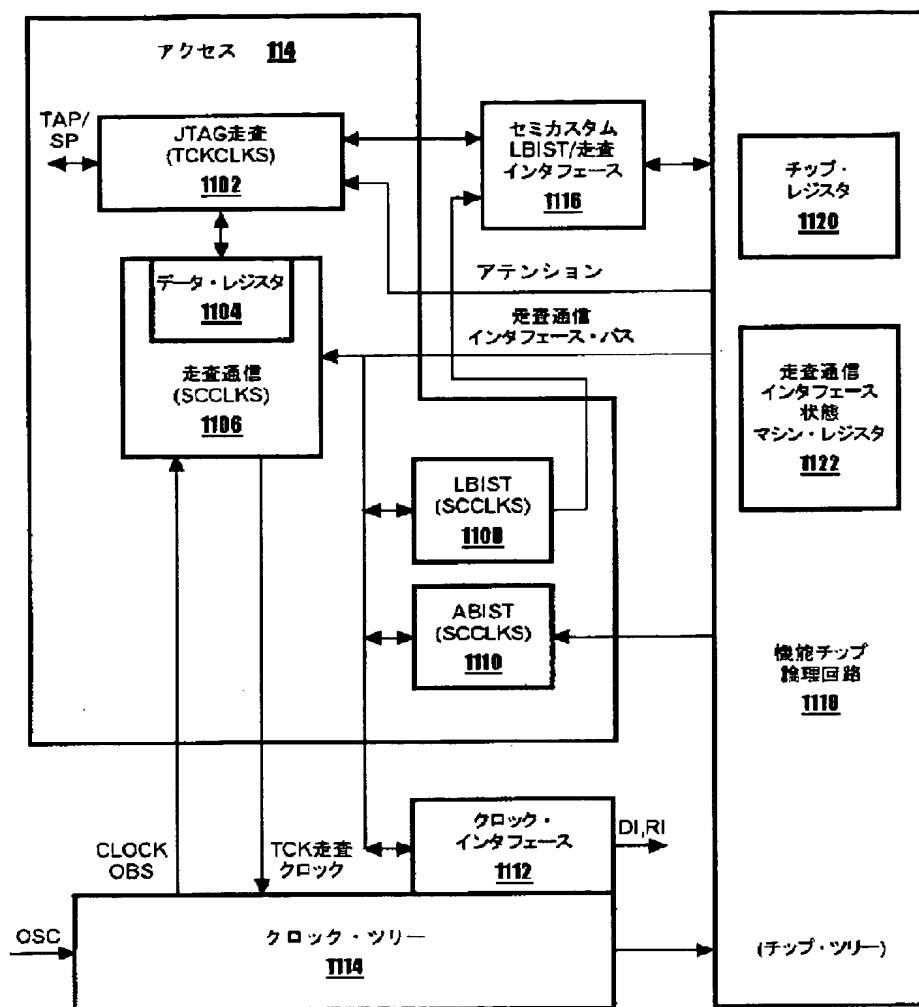 アクセス 114
TAP/
SP
JTAG走査
(TCKCLKS)
1102
セミカスタム
LBIST/走査
インタフェース
1116
チップ・
レジスタ
1120
データ・レジスタ
1104
アテンション
走査通信
インタフェース・バス
走査通信
(SCCLKS)
1106
走査通信
インタフェース
状態
マシン・レジスタ
1122
LBIST
(SCCLKS)
1108
ABIST
(SCCLKS)
1110
機能チップ
論理回路
1118
CLOCK
OBS
TCK走査
クロック
クロック・
インタフェース
1112
DI,RI
OSC
クロック・ツリー
1114
(チップ・ツリー)